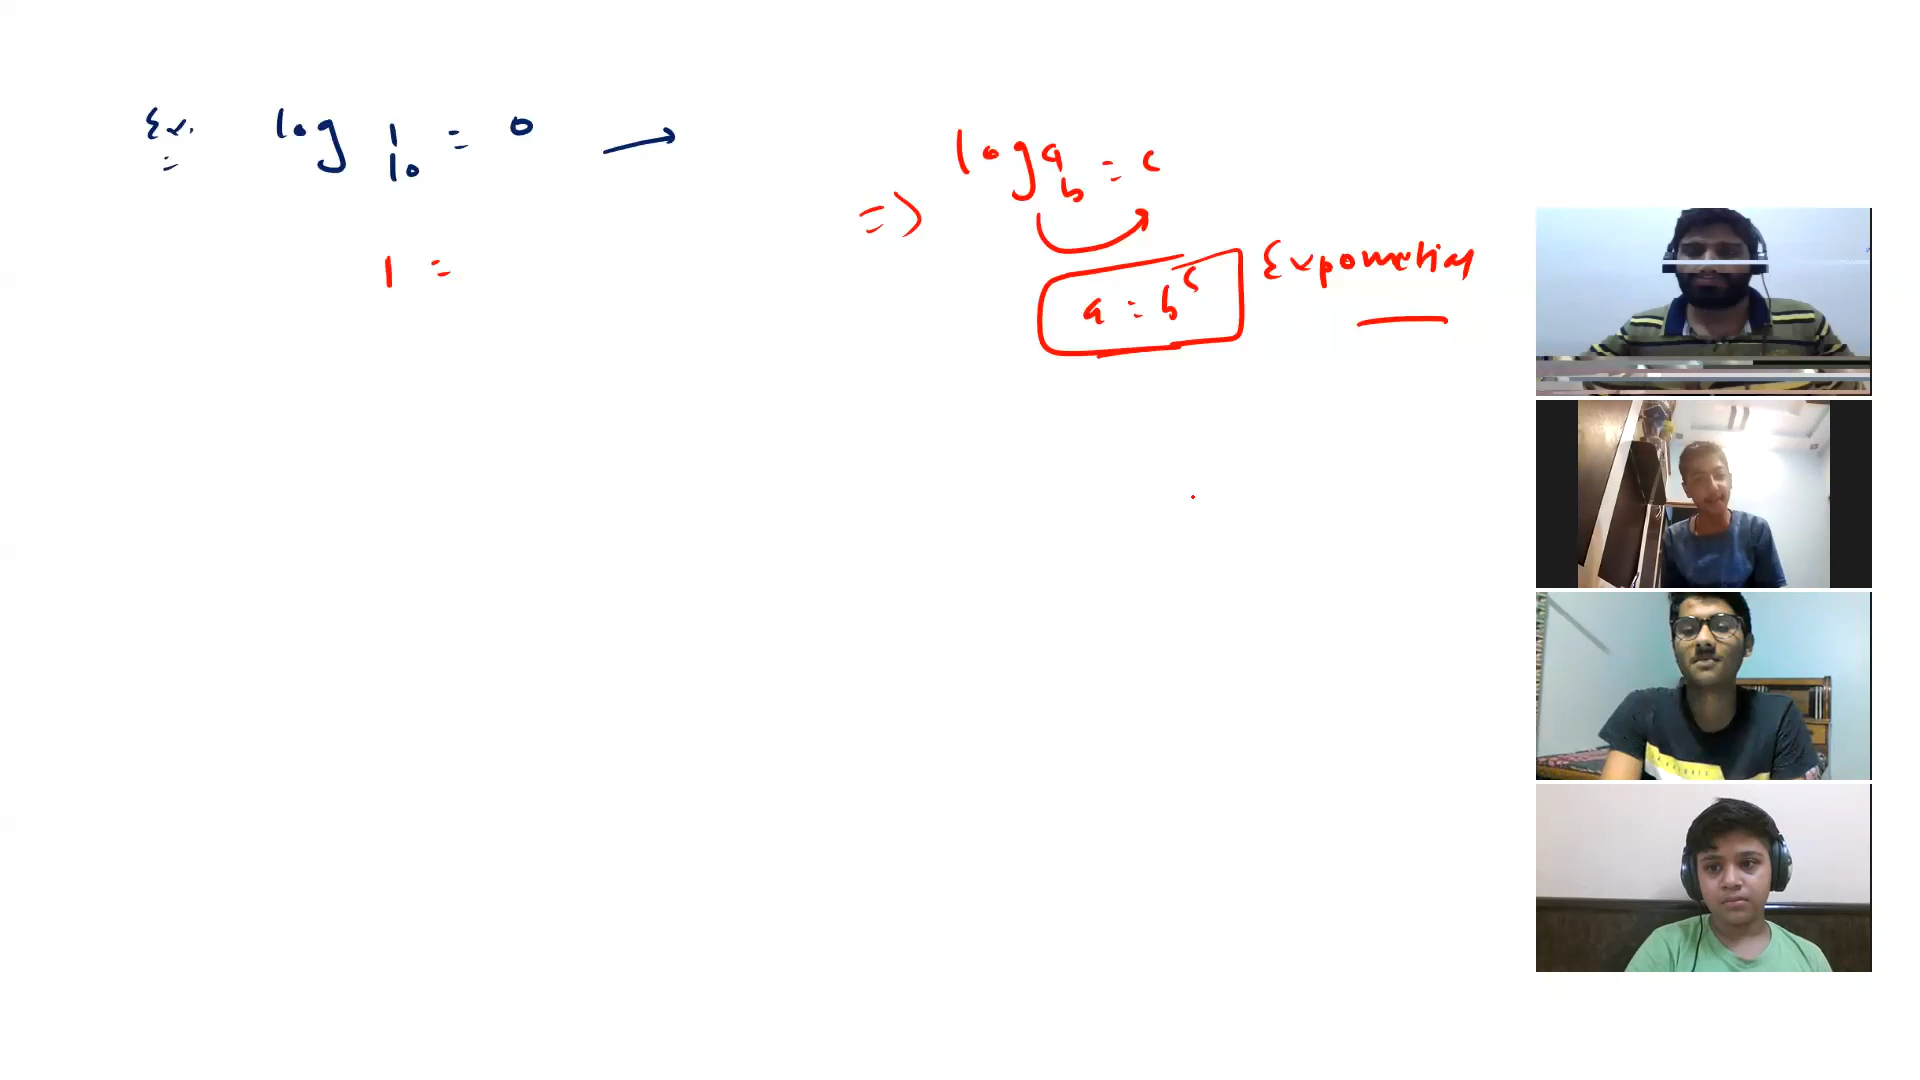 Ex. log 1 10 = 0 →
1 =
=> log a b = c
a = b^c Exponential